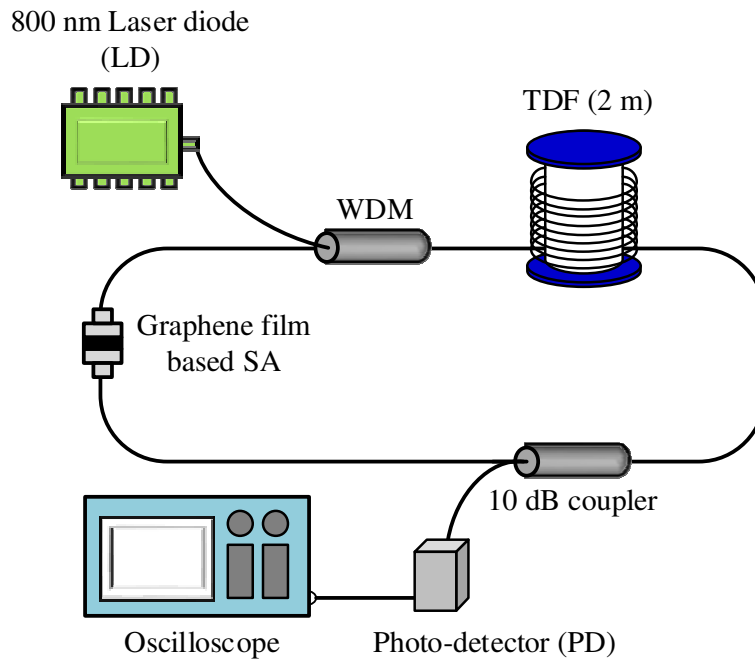 800 nm Laser diode
(LD)
TDF (2 m)
WDM
Graphene film
based SA
10 dB coupler
Oscilloscope
Photo-detector (PD)